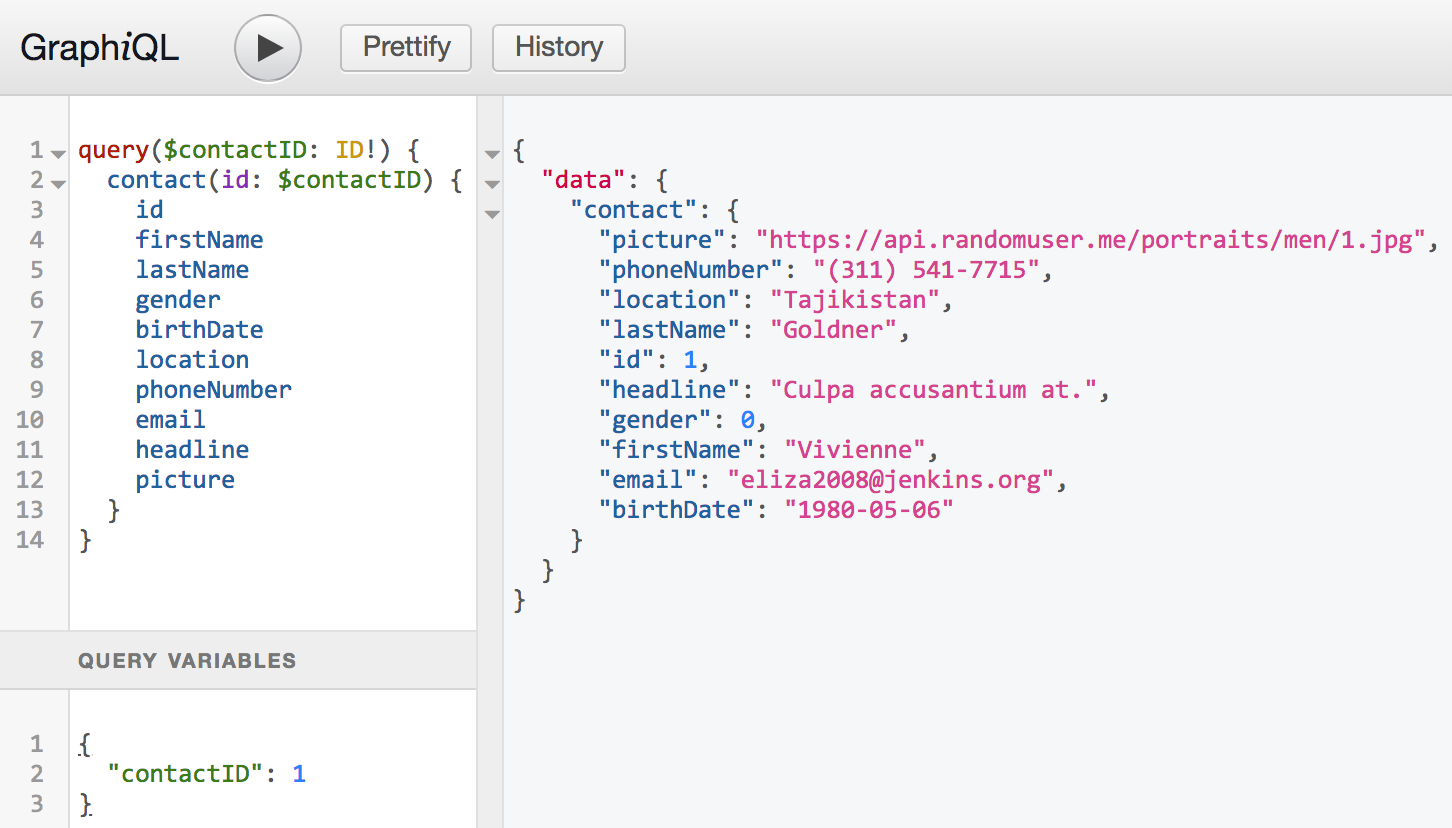 GraphiQL Prettify History
1 query($contactID: ID!) {
2   contact(id: $contactID) {
3     id
4     firstName
5     lastName
6     gender
7     birthDate
8     location
9     phoneNumber
10     email
11     headline
12     picture
13   }
14 }
QUERY VARIABLES
1 {
2   "contactID": 1
3 }
{
  "data": {
    "contact": {
      "picture": "https://api.randomuser.me/portraits/men/1.jpg",
      "phoneNumber": "(311) 541-7715",
      "location": "Tajikistan",
      "lastName": "Goldner",
      "id": 1,
      "headline": "Culpa accusantium at.",
      "gender": 0,
      "firstName": "Vivienne",
      "email": "eliza2008@jenkins.org",
      "birthDate": "1980-05-06"
    }
  }
}